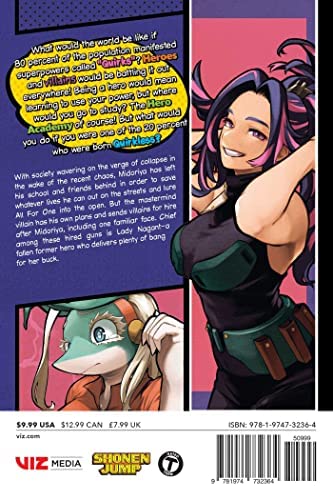 What would the world be like if
80 percent of the population manifested
superpowers called "Quirks"? Heroes
and villains would be battling it out
everywhere! Being a hero would mean
learning to use your power, but where
would you go to study? The Hero
Academy of course! But what would
you do if you were one of the 20 percent
who were born Quirkless?
With society wavering on the verge of collapse in
the wake of the recent chaos, Midoriya has left
his school and friends behind in order to save
whatever lives he can out on the streets and lure
All For One into the open. But the mastermind
villain has his own plans and sends villains for hire
after Midoriya, including one familiar face. Chief
among these hired guns is Lady Nagant—a
fallen former hero who delivers plenty of bang
for her buck.
$9.99 USA $12.99 CAN £7.99 UK
viz.com
VIZ MEDIA
SHONEN JUMP
T
ISBN: 978-1-9747-3236-4
50999
9 781974 732364